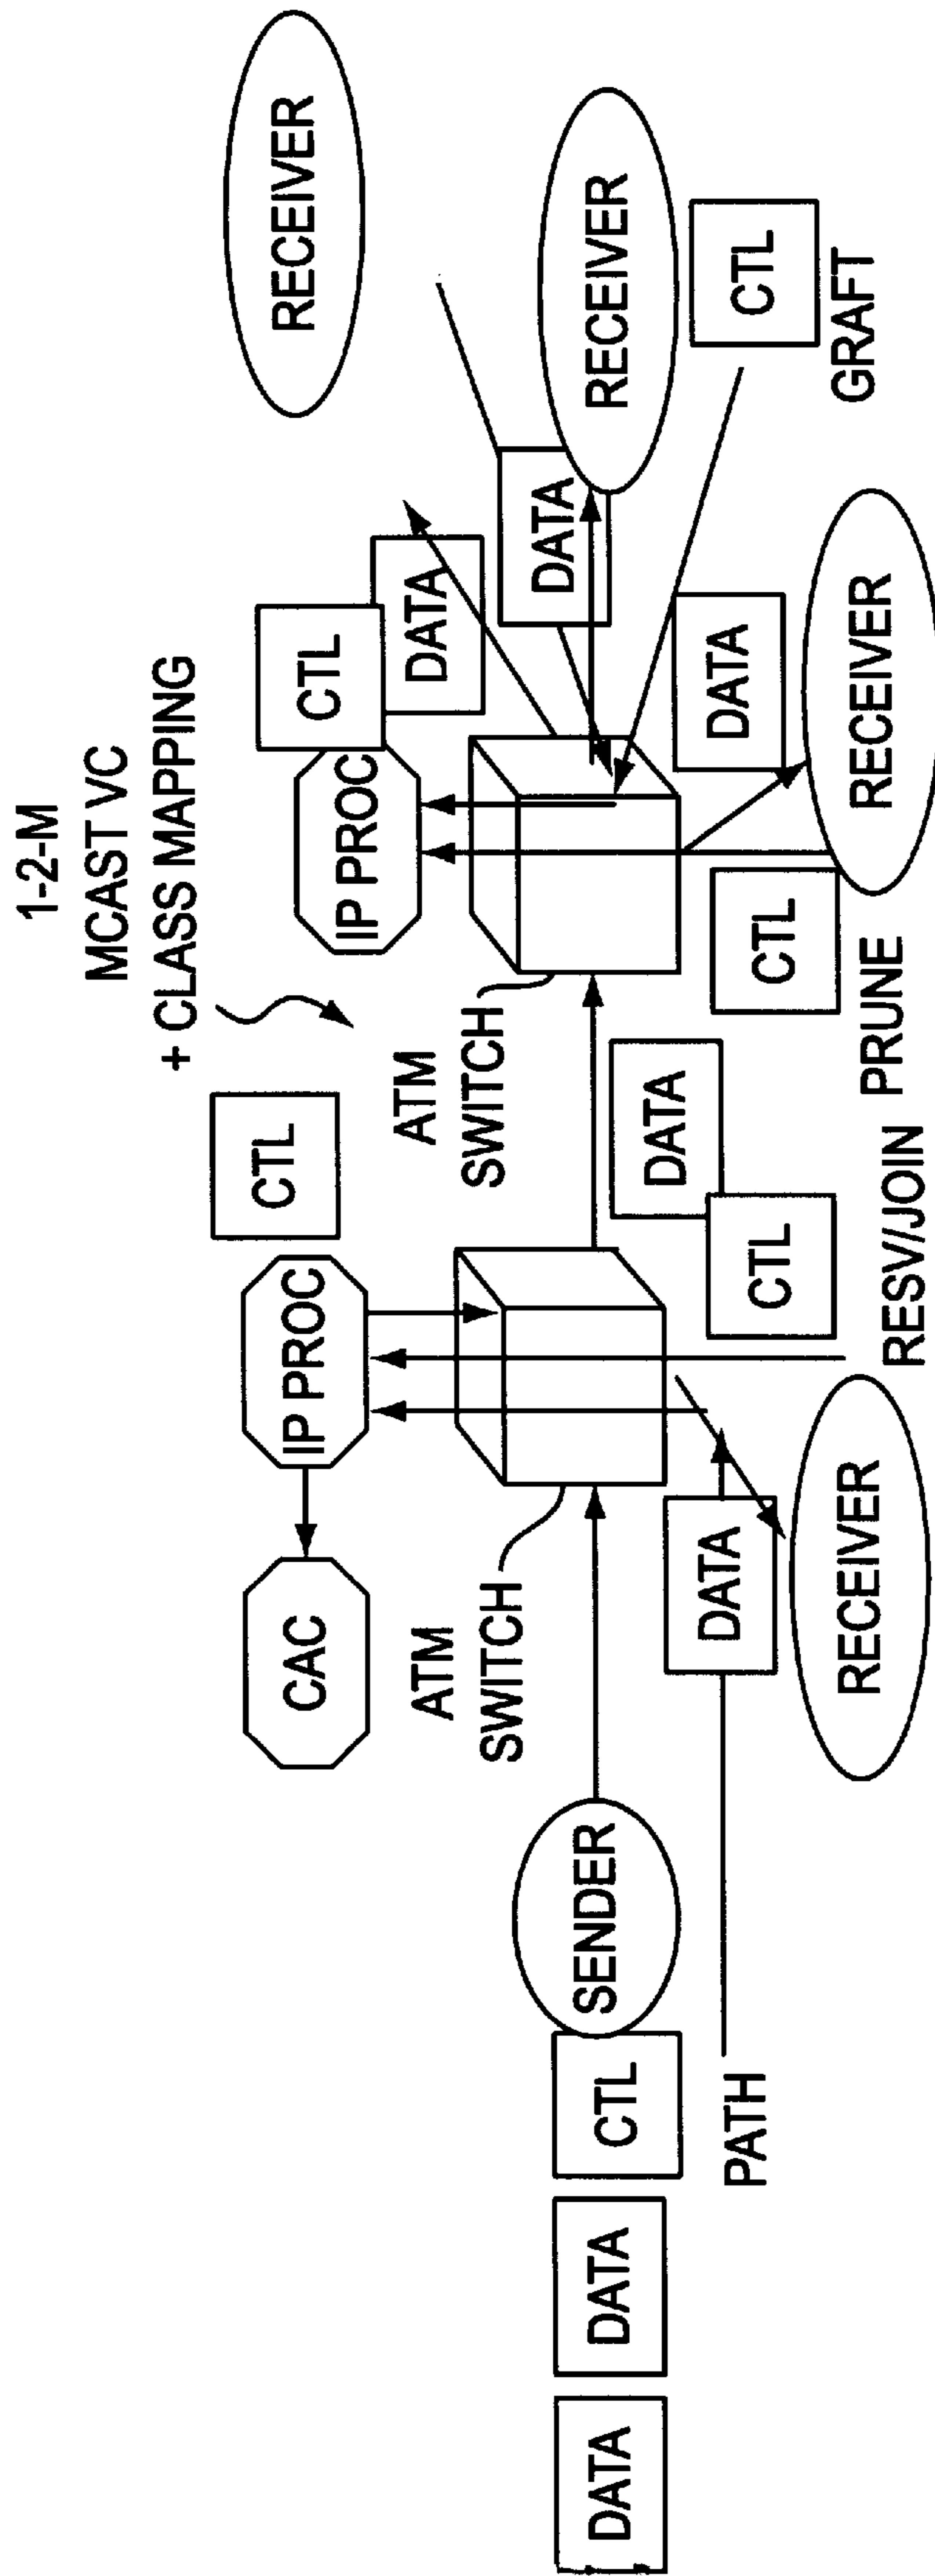 1-2-M
MCAST VC
+ CLASS MAPPING
CAC
IP PROC
CTL
IP PROC
CTL
DATA
RECEIVER
ATM
SWITCH
ATM
SWITCH
DATA
DATA
CTL
SENDER
DATA
RECEIVER
PATH
DATA
DATA
CTL
CTL
DATA
CTL
GRAFT
RECEIVER
RESV/JOIN
PRUNE
RECEIVER